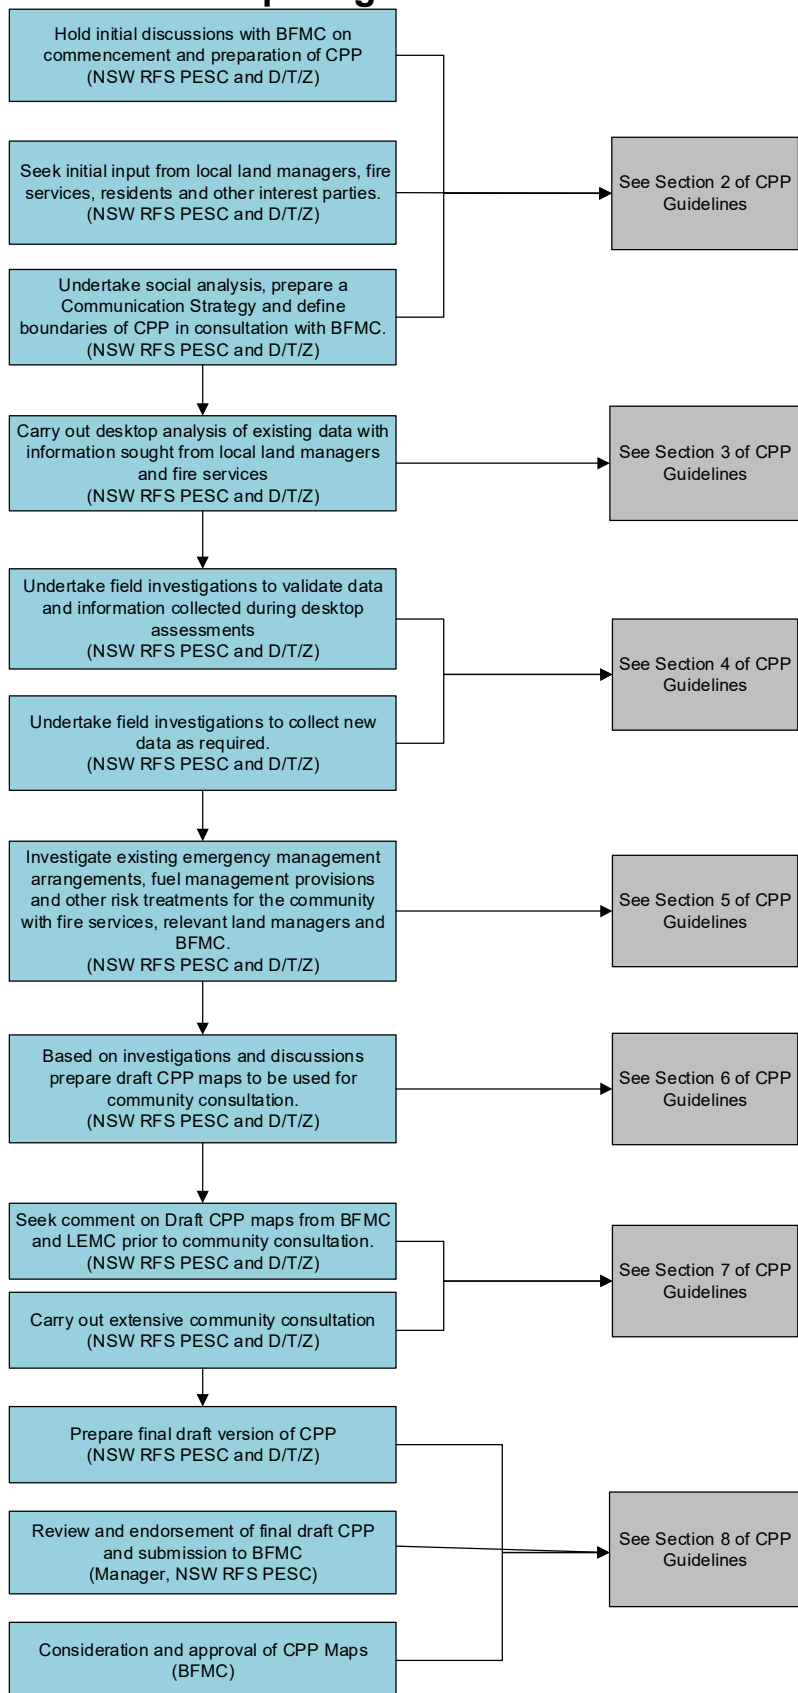 Hold initial discussions with BFMC on
commencement and preparation of CPP
(NSW RFS PESC and D/T/Z)
Seek initial input from local land managers, fire
services, residents and other interest parties.
(NSW RFS PESC and D/T/Z)
See Section 2 of CPP
Guidelines
Undertake social analysis, prepare a
Communication Strategy and define
boundaries of CPP in consultation with BFMC.
(NSW RFS PESC and D/T/Z)
Carry out desktop analysis of existing data with
information sought from local land managers
and fire services
(NSW RFS PESC and D/T/Z)
See Section 3 of CPP
Guidelines
Undertake field investigations to validate data
and information collected during desktop
assessments
(NSW RFS PESC and D/T/Z)
See Section 4 of CPP
Guidelines
Undertake field investigations to collect new
data as required.
(NSW RFS PESC and D/T/Z)
Investigate existing emergency management
arrangements, fuel management provisions
and other risk treatments for the community
with fire services, relevant land managers and
BFMC.
(NSW RFS PESC and D/T/Z)
See Section 5 of CPP
Guidelines
Based on investigations and discussions
prepare draft CPP maps to be used for
community consultation.
(NSW RFS PESC and D/T/Z)
See Section 6 of CPP
Guidelines
Seek comment on Draft CPP maps from BFMC
and LEMC prior to community consultation.
(NSW RFS PESC and D/T/Z)
See Section 7 of CPP
Guidelines
Carry out extensive community consultation
(NSW RFS PESC and D/T/Z)
Prepare final draft version of CPP
(NSW RFS PESC and D/T/Z)
Review and endorsement of final draft CPP
and submission to BFMC
(Manager, NSW RFS PESC)
See Section 8 of CPP
Guidelines
Consideration and approval of CPP Maps
(BFMC)